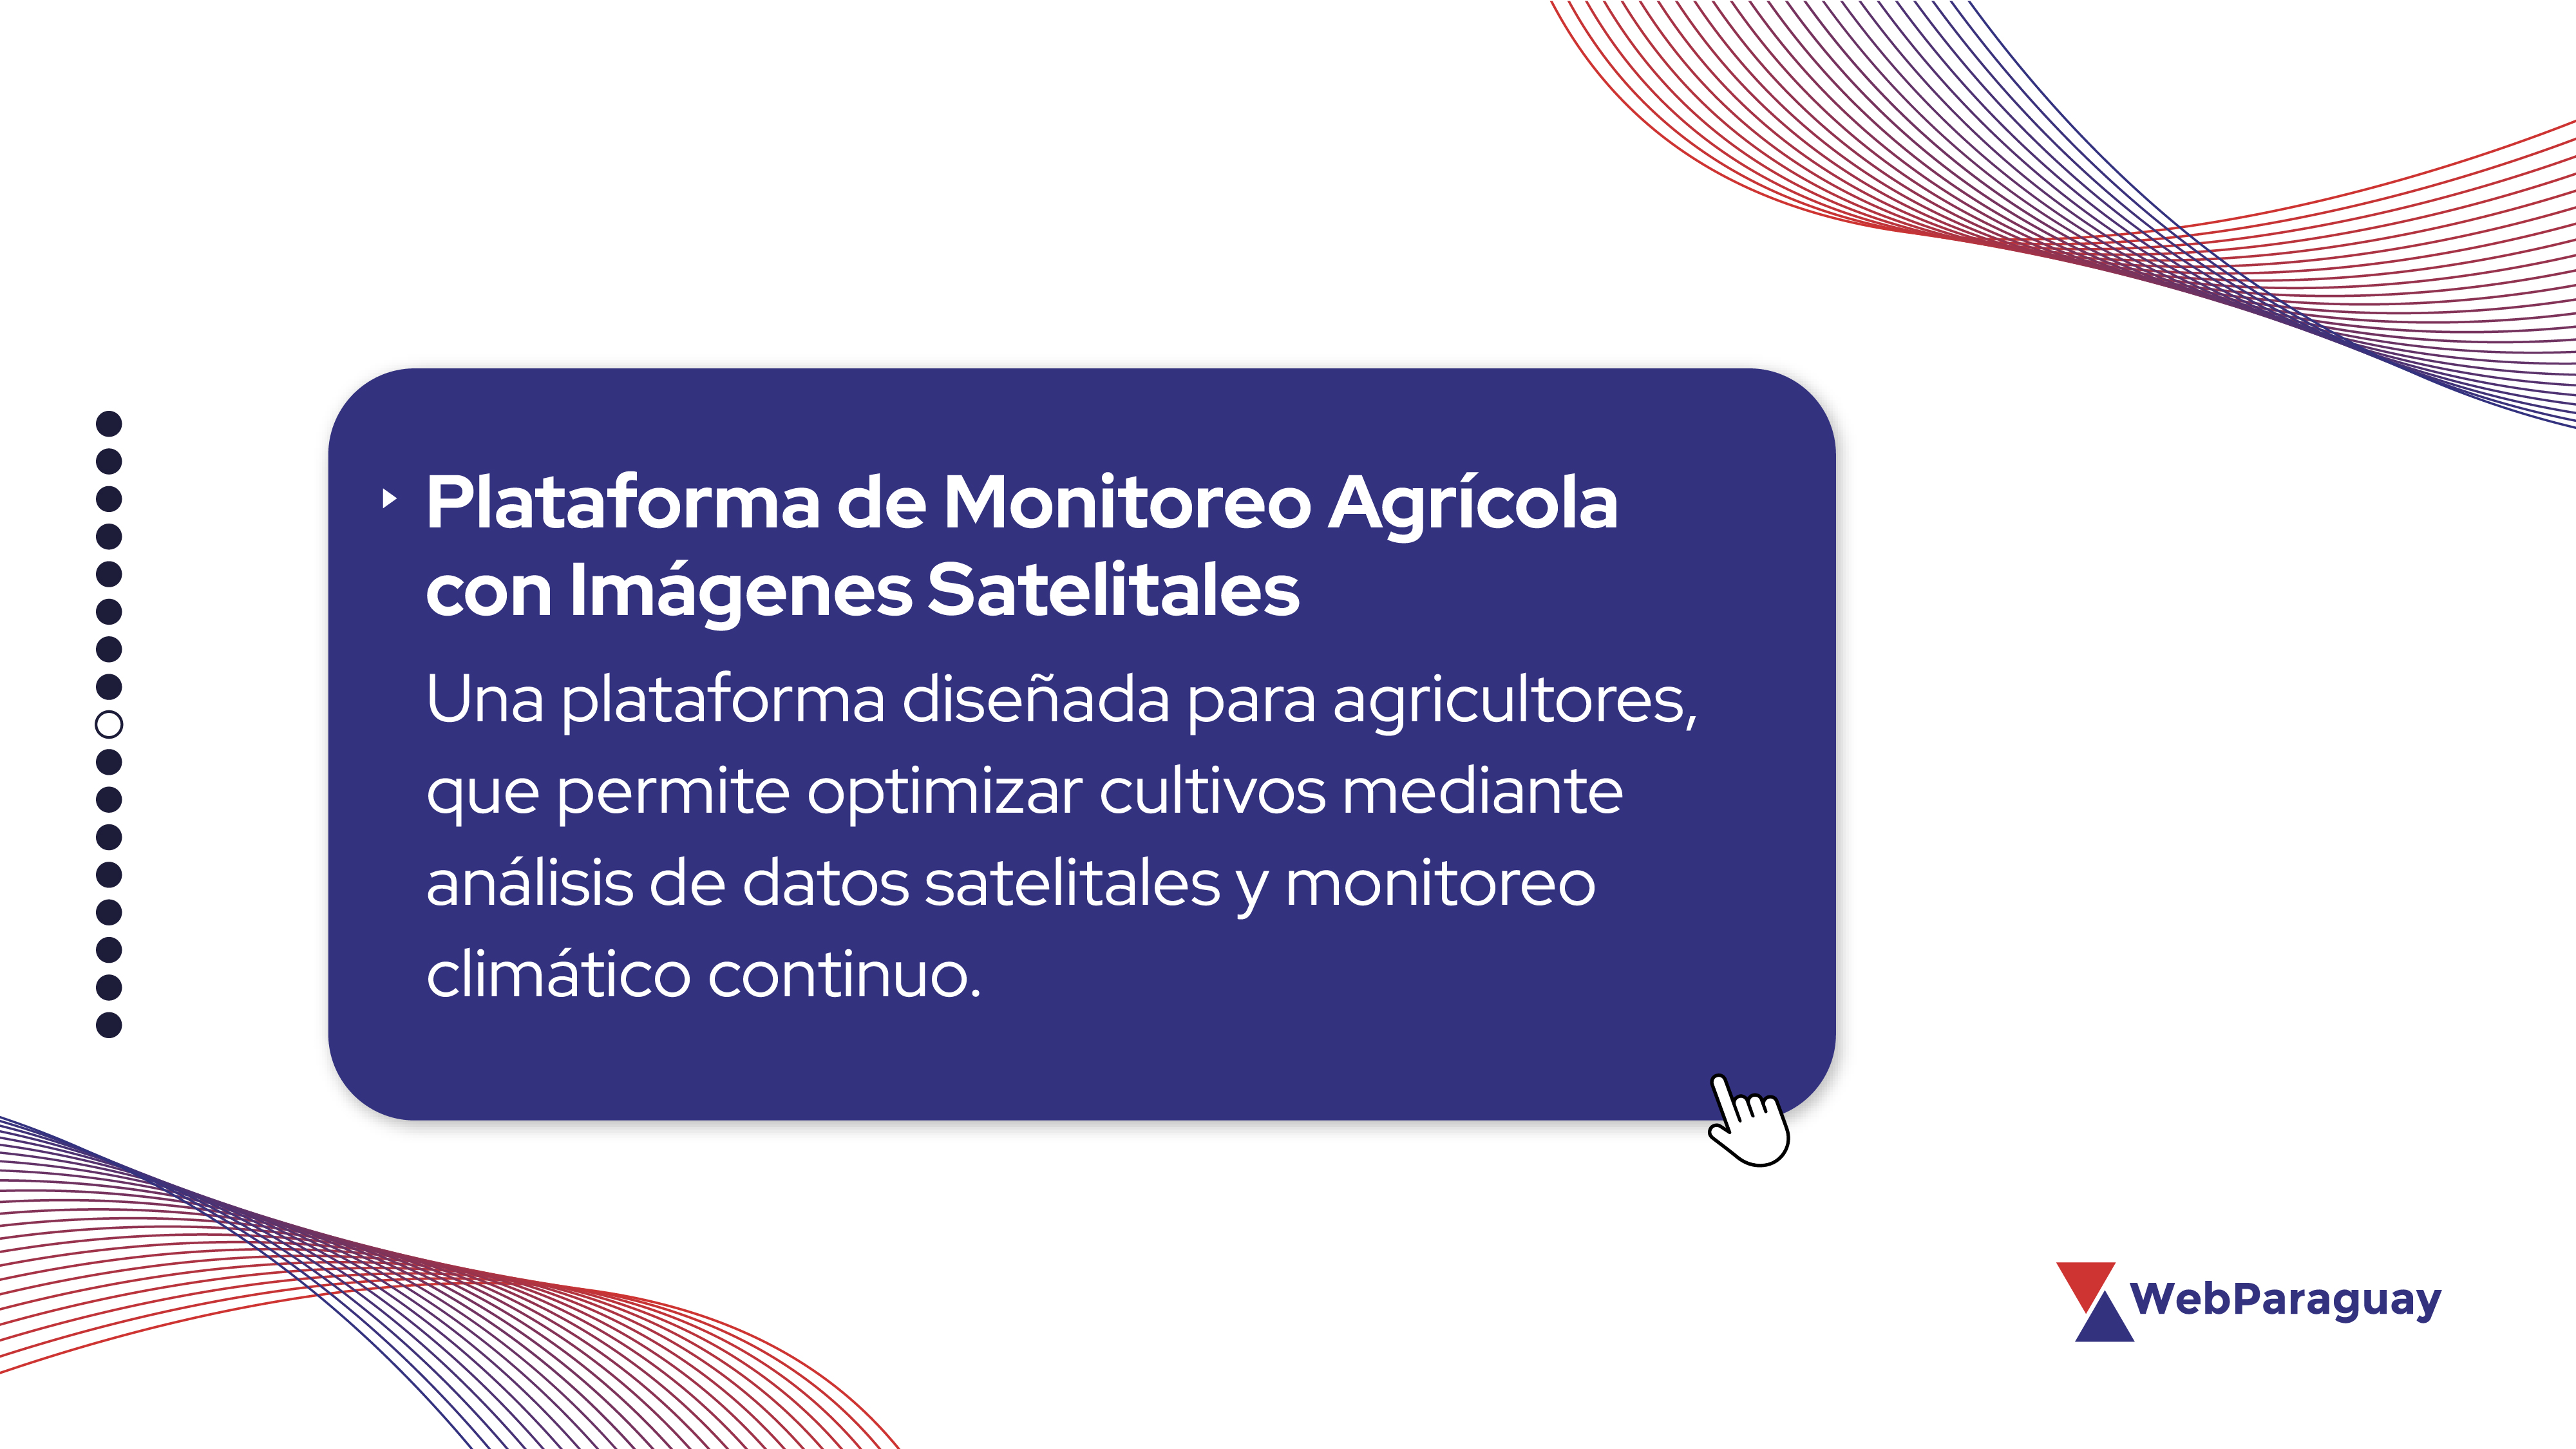 Plataforma de Monitoreo Agrícola
con Imágenes Satelitales
Una plataforma diseñada para agricultores,
que permite optimizar cultivos mediante
análisis de datos satelitales y monitoreo
climático continuo.
WebParaguay